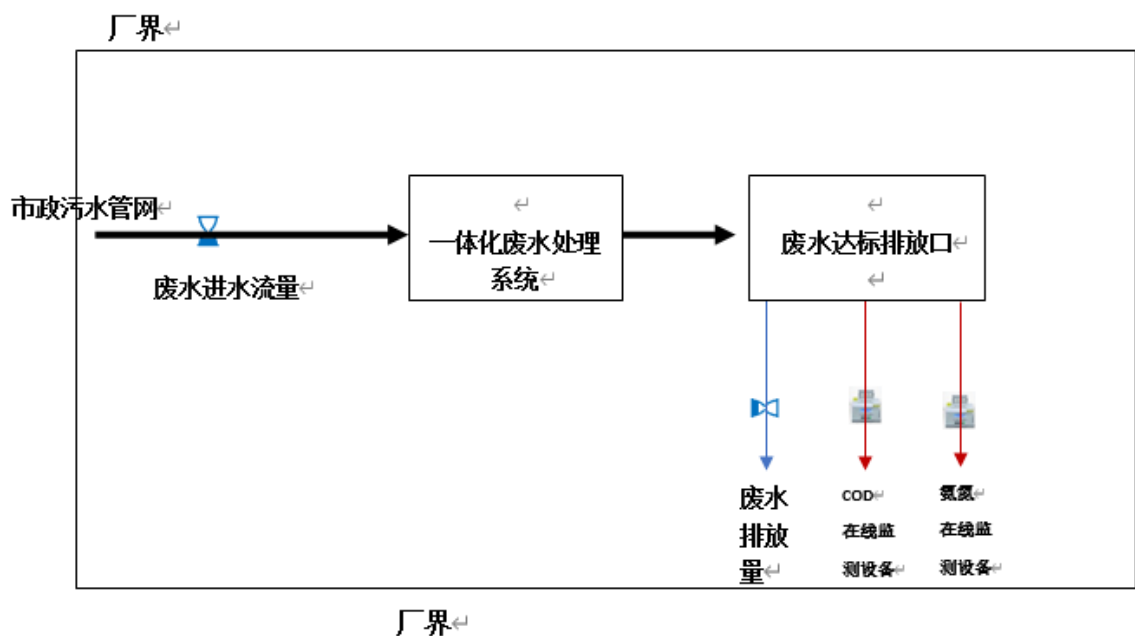 厂界
市政污水管网
废水进水流量
一体化废水处理
系统
废水达标排放口
废水
排放
量
COD
在线监
测设备
氨氮
在线监
测设备
厂界